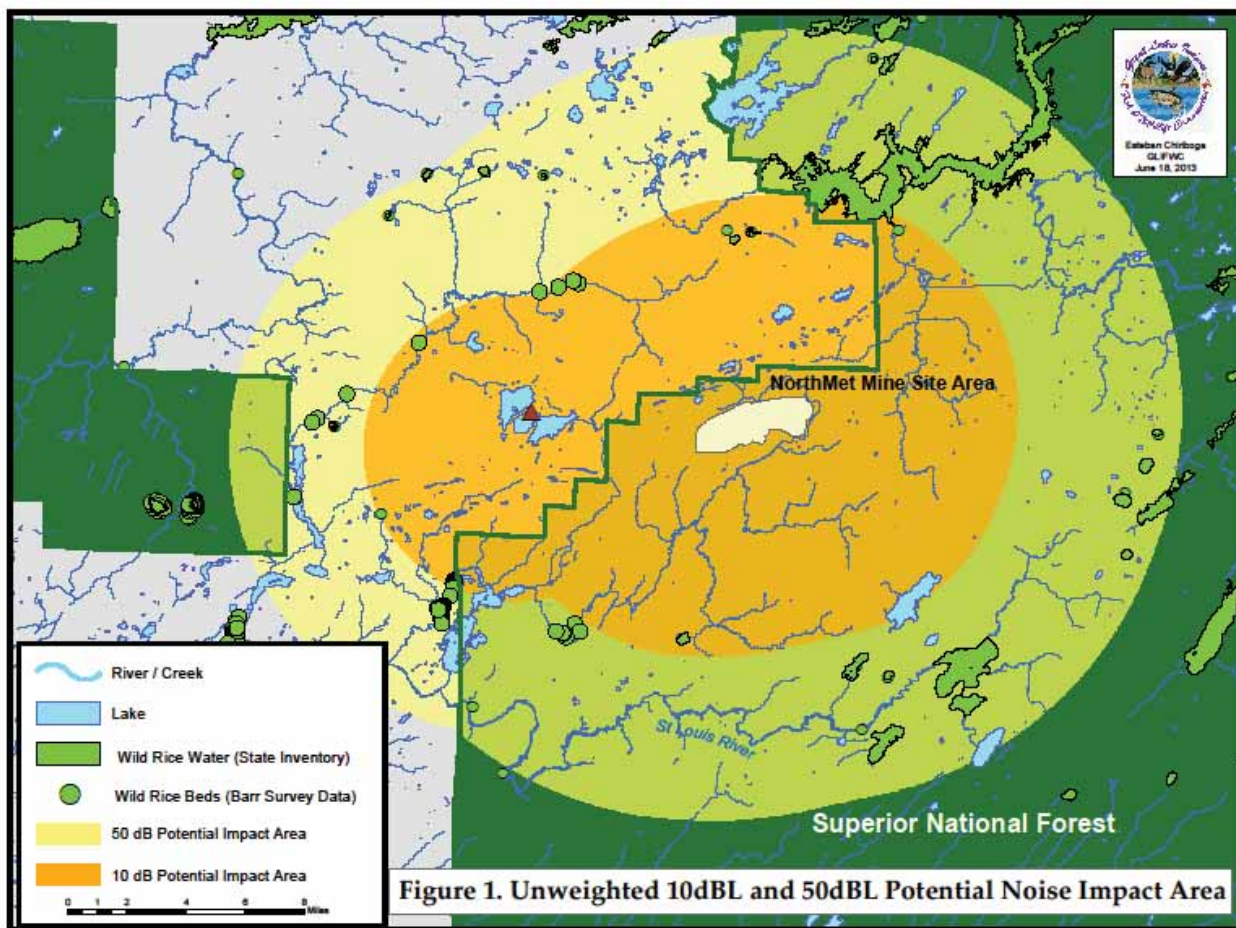 Esteban Chiriboga
GLIFWC
June 18, 2013
NorthMet Mine Site Area
St Louis River
Superior National Forest
River / Creek
Lake
Wild Rice Water (State Inventory)
Wild Rice Beds (Barr Survey Data)
50 dB Potential Impact Area
10 dB Potential Impact Area
0 1 2 4 6 8
Miles
Figure 1. Unweighted 10dBL and 50dBL Potential Noise Impact Area